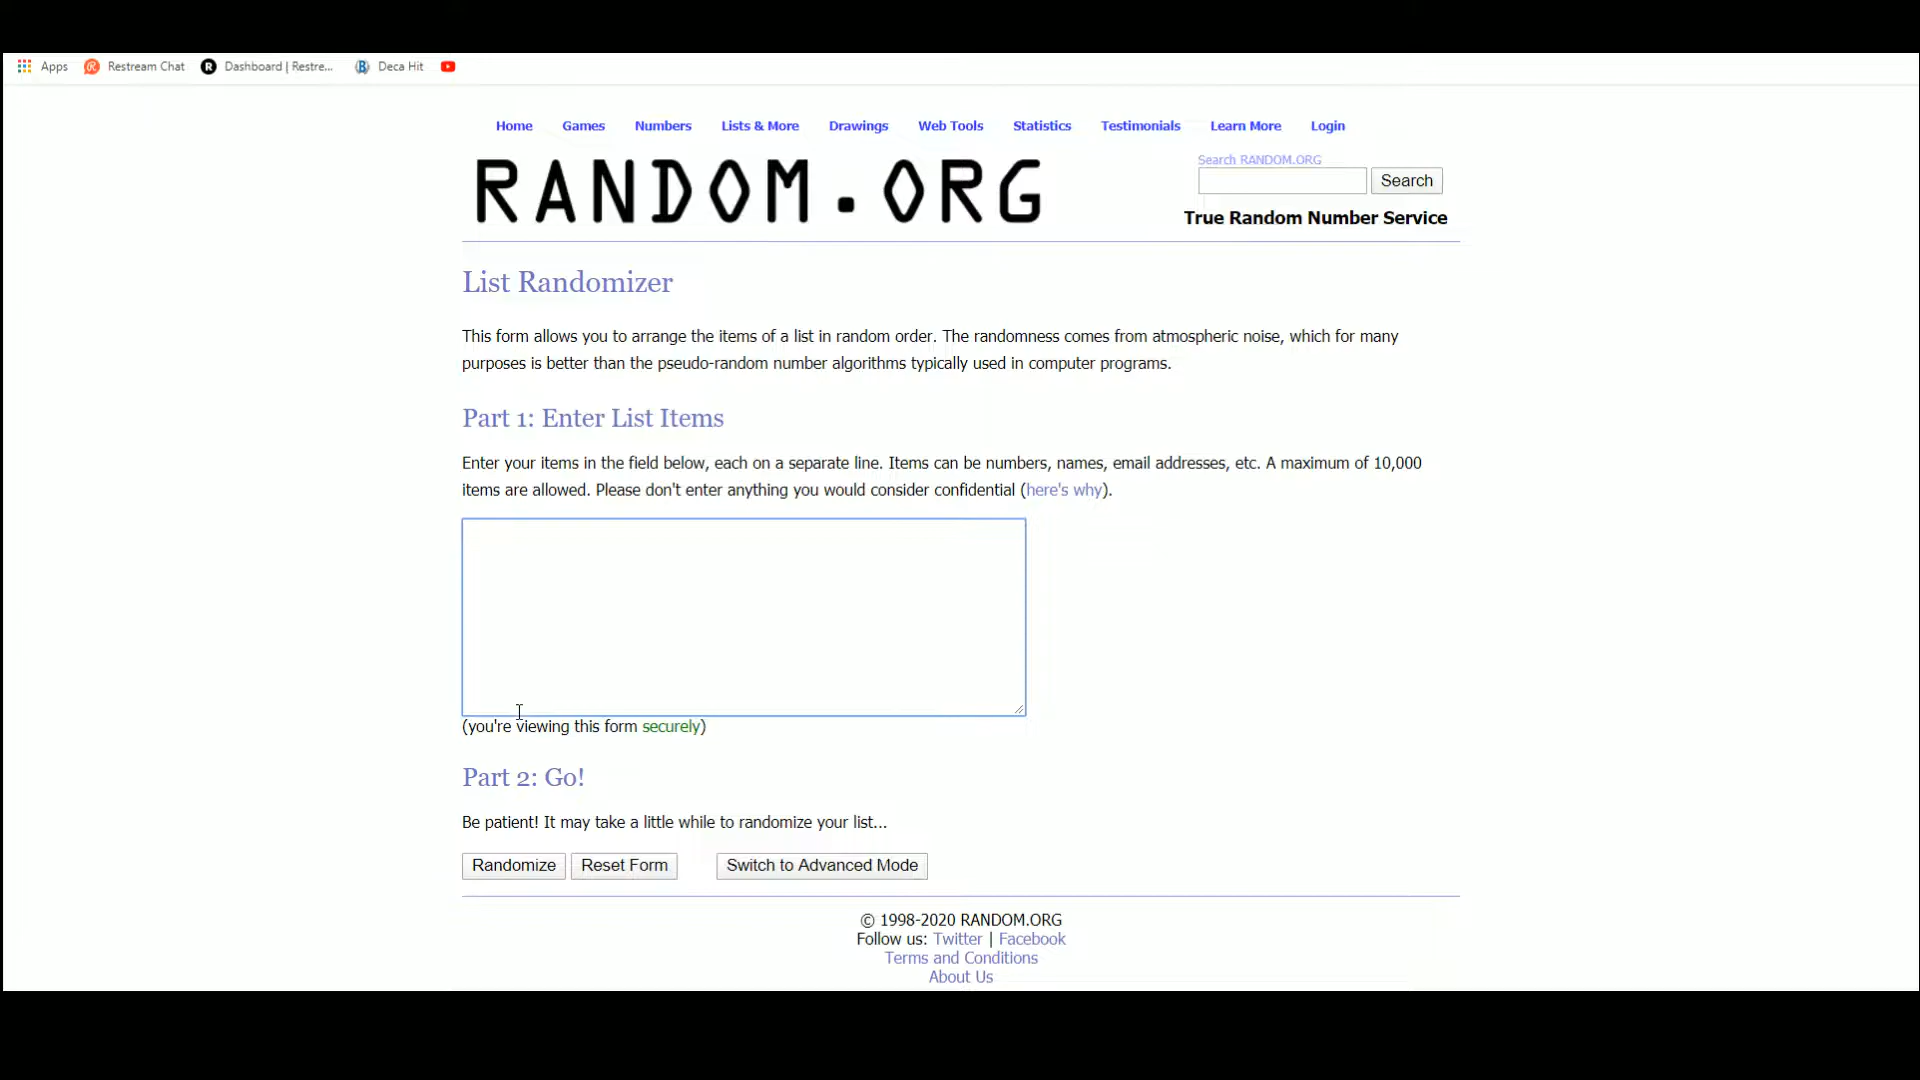 Apps Restream Chat Dashboard | Restre... Deca Hit
Home Games Numbers Lists & More Drawings Web Tools Statistics Testimonials Learn More Login
RANDOM.ORG
Search RANDOM.ORG
Search
True Random Number Service
List Randomizer
This form allows you to arrange the items of a list in random order. The randomness comes from atmospheric noise, which for many
purposes is better than the pseudo-random number algorithms typically used in computer programs.
Part 1: Enter List Items
Enter your items in the field below, each on a separate line. Items can be numbers, names, email addresses, etc. A maximum of 10,000
items are allowed. Please don't enter anything you would consider confidential (here's why).
(you're viewing this form securely)
Part 2: Go!
Be patient! It may take a little while to randomize your list...
Randomize Reset Form Switch to Advanced Mode
© 1998-2020 RANDOM.ORG
Follow us: Twitter | Facebook
Terms and Conditions
About Us